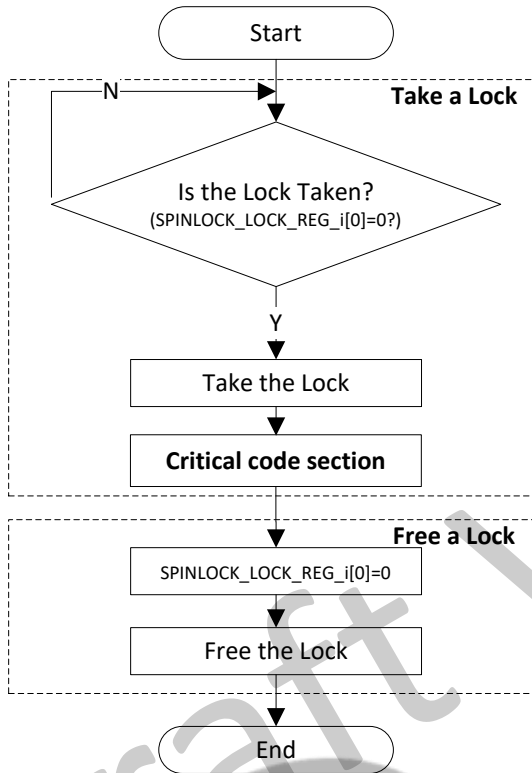 Start
Take a Lock
N
Is the Lock Taken?
(SPINLOCK_LOCK_REG_i[0]=0?)
Y
Take the Lock
Critical code section
Free a Lock
SPINLOCK_LOCK_REG_i[0]=0
Free the Lock
End